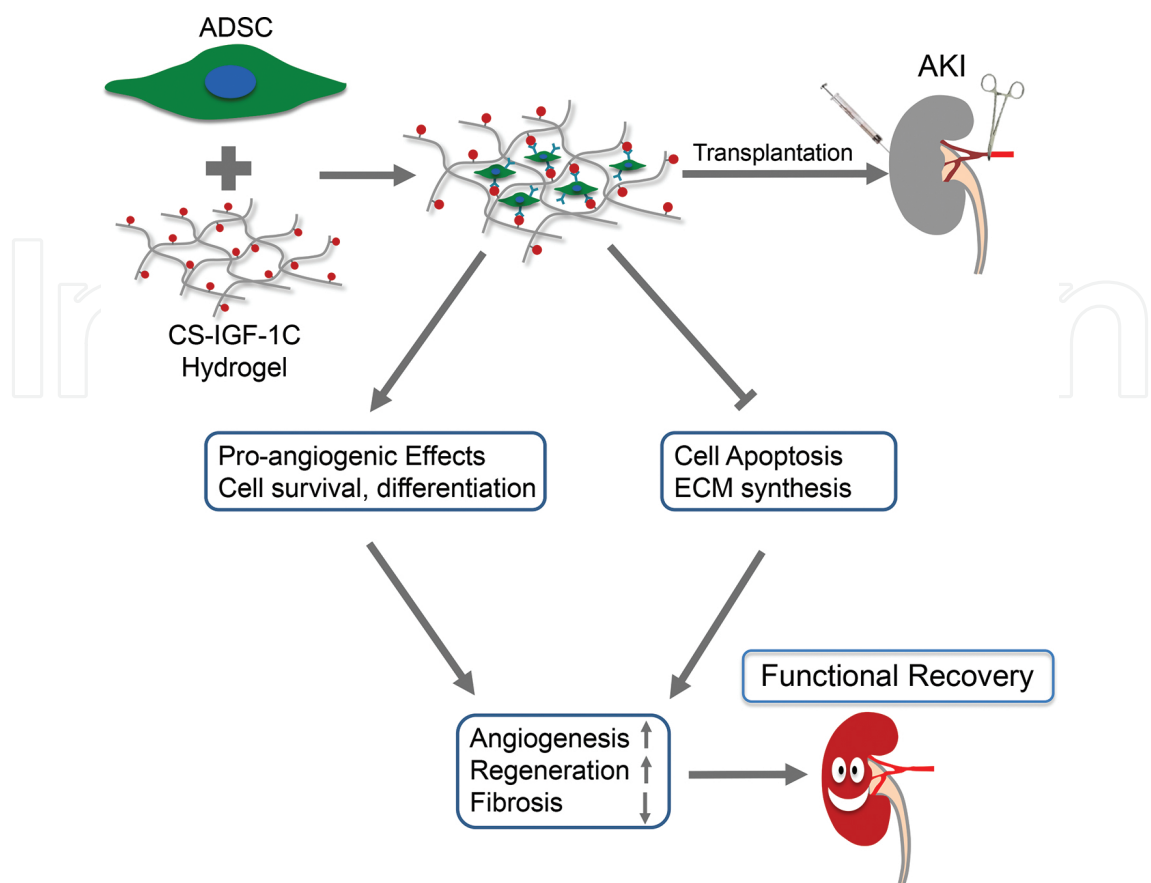 ADSC
AKI
Transplantation
CS-IGF-1C
Hydrogel
Pro-angiogenic Effects
Cell survival, differentiation
Cell Apoptosis
ECM synthesis
Functional Recovery
Angiogenesis ↑
Regeneration ↑
Fibrosis ↓